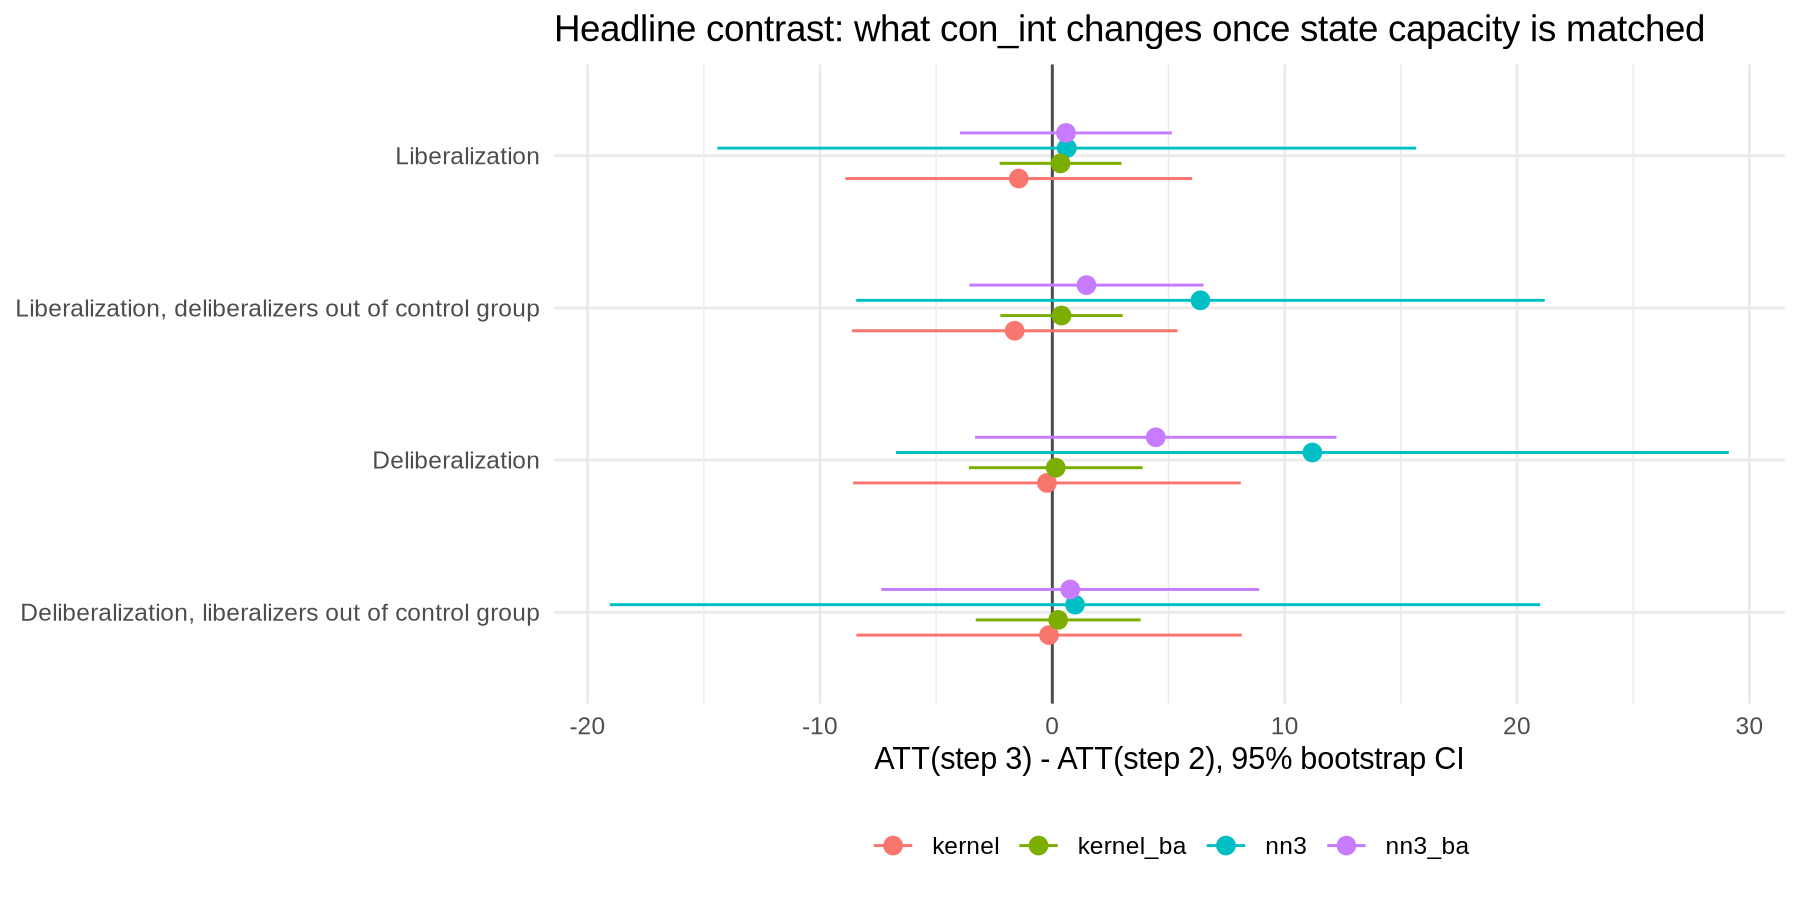 Headline contrast: what con_int changes once state capacity is matched
Liberalization
Liberalization, deliberalizers out of control group
Deliberalization
Deliberalization, liberalizers out of control group
-20 -10 0 10 20 30
ATT(step 3) - ATT(step 2), 95% bootstrap CI
kernel kernel_ba nn3 nn3_ba